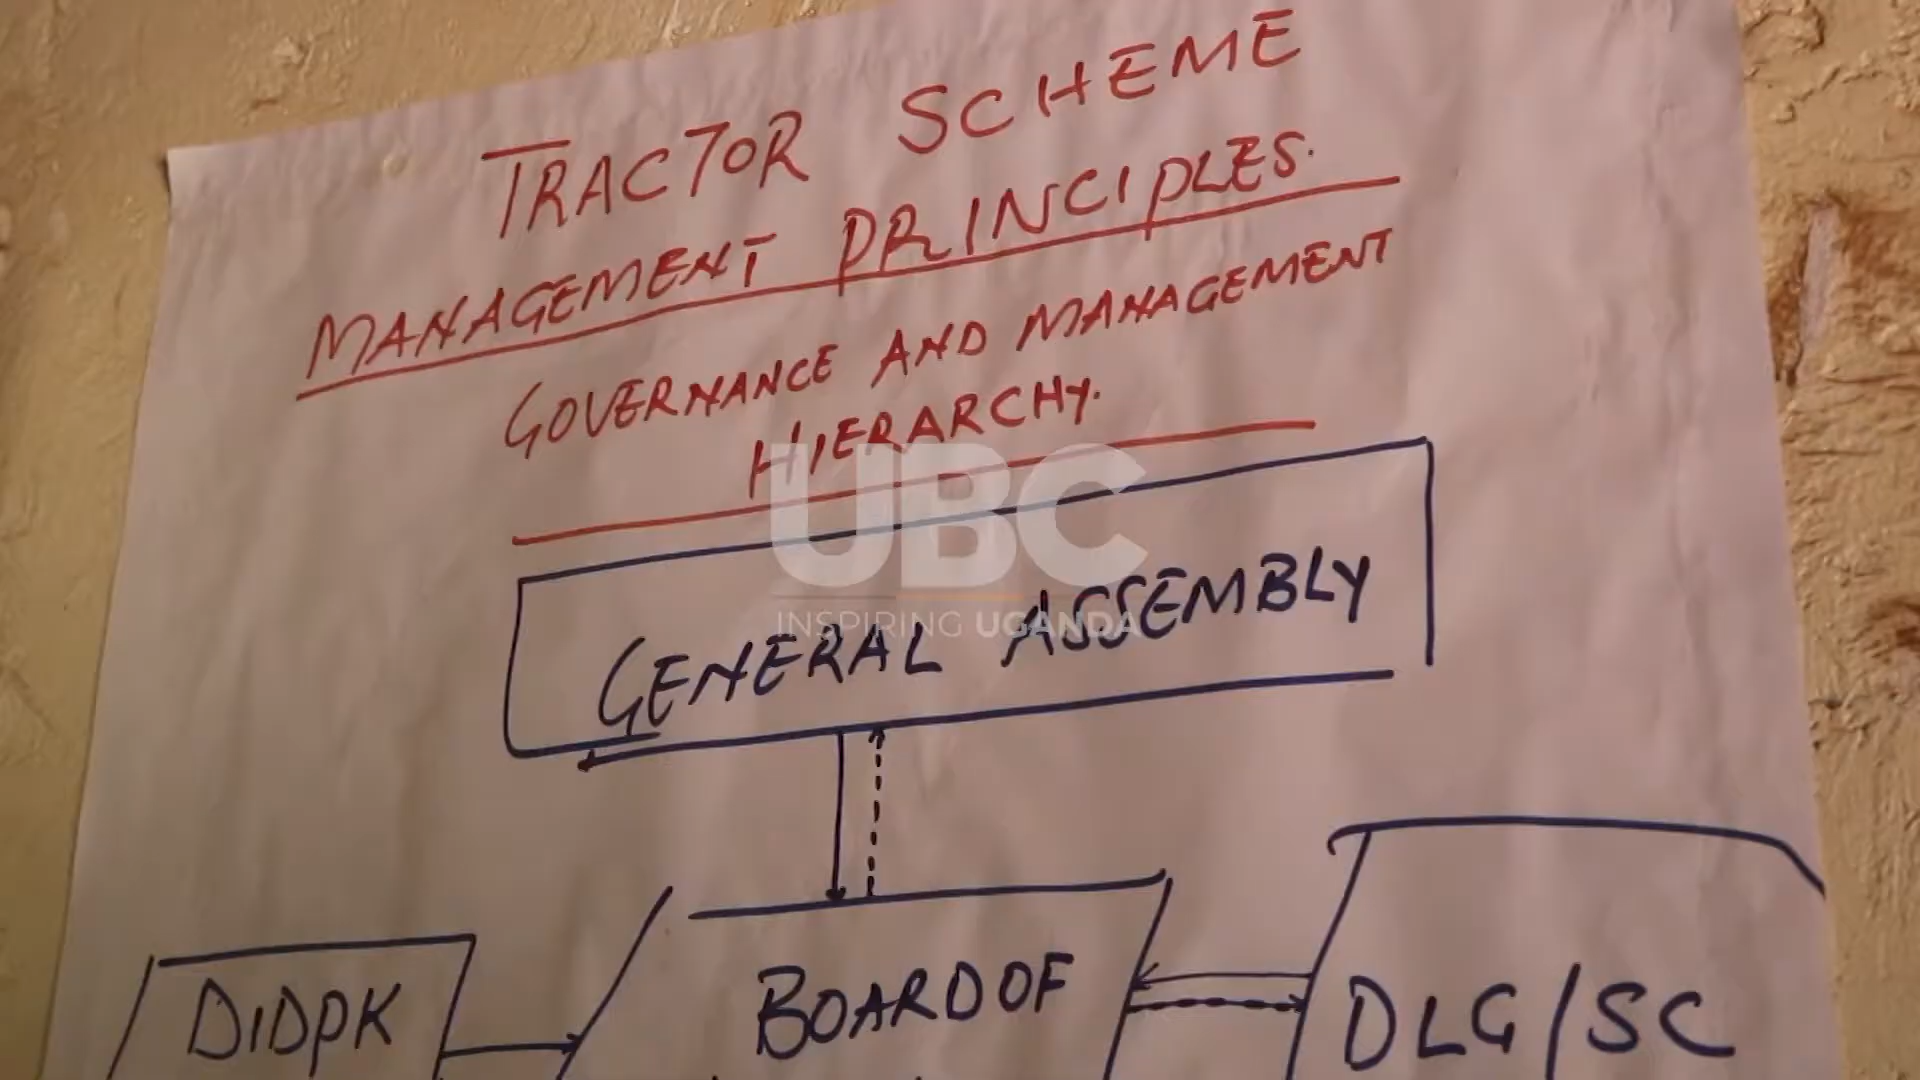 TRACTOR SCHEME
MANAGEMENT PRINCIPLES.
GOVERNANCE AND MANAGEMENT
HIERARCHY.
UBC
INSPIRING UGANDA
GENERAL ASSEMBLY
DIDPK
BOARD OF
DLG/SC